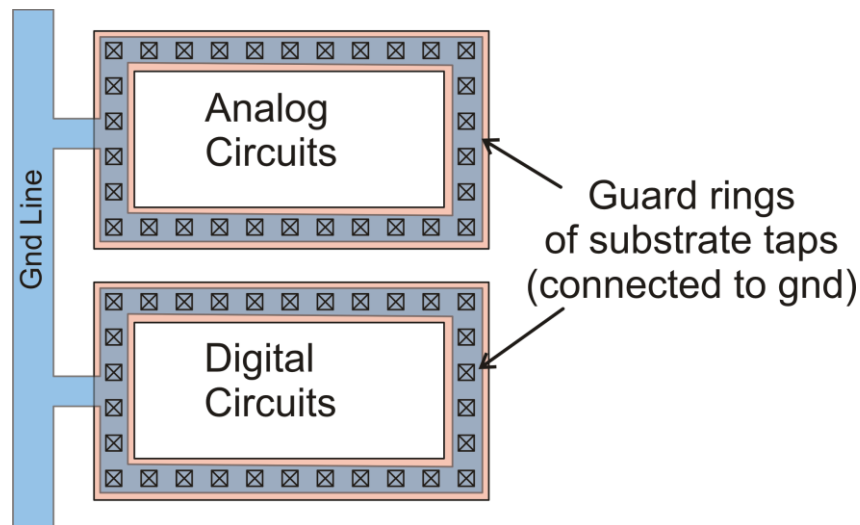 Gnd Line
Analog
Circuits
Guard rings
of substrate taps
(connected to gnd)
Digital
Circuits